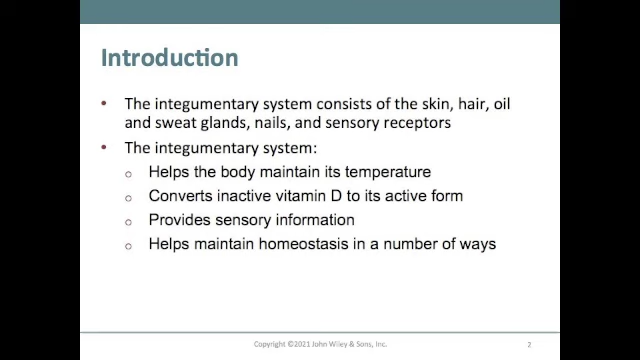 Introduction
• The integumentary system consists of the skin, hair, oil
and sweat glands, nails, and sensory receptors
• The integumentary system:
o Helps the body maintain its temperature
o Converts inactive vitamin D to its active form
o Provides sensory information
o Helps maintain homeostasis in a number of ways
Copyright ©2021 John Wiley & Sons, Inc.
2